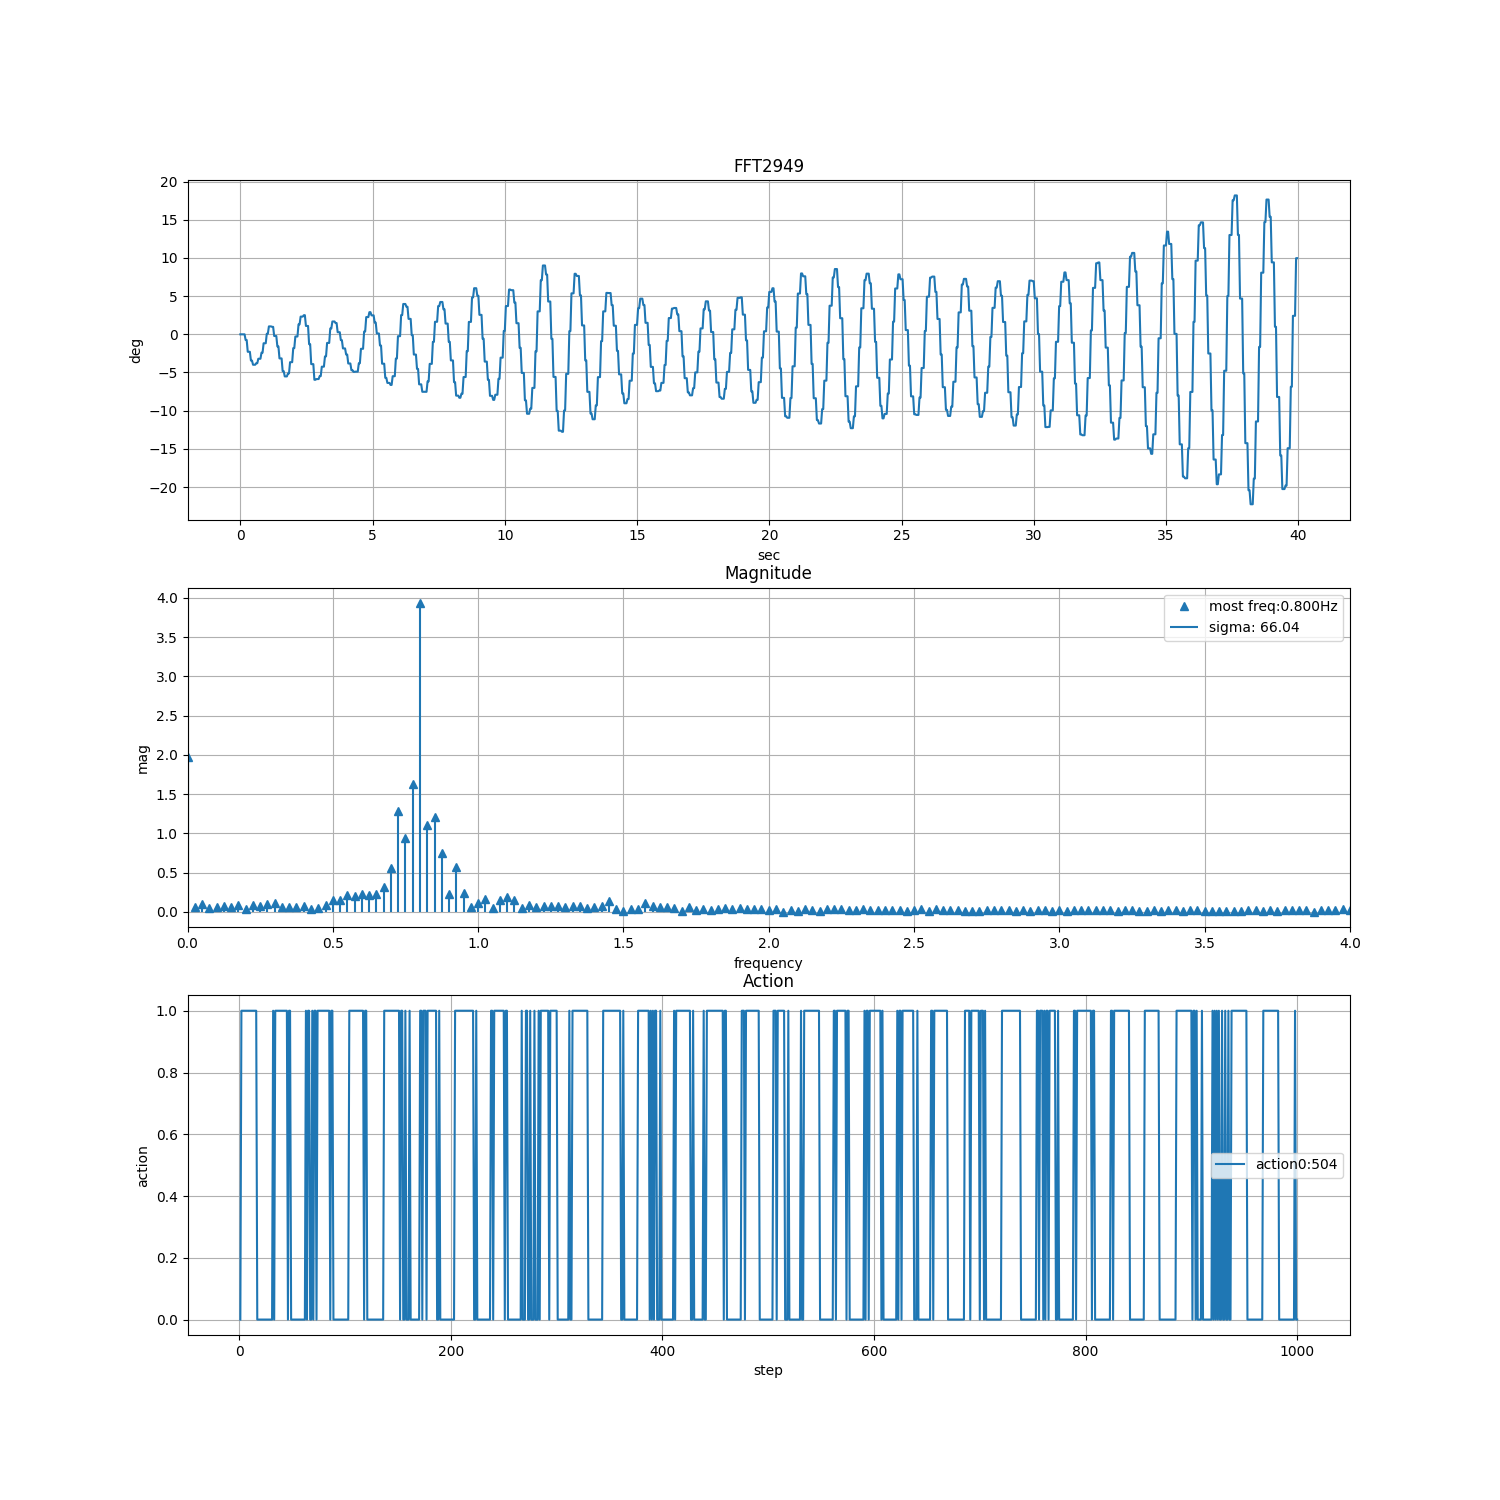 FFT2949
20
15
10
5
0
−5
−10
−15
−20
deg
0 5 10 15 20 25 30 35 40
sec
Magnitude
4.0
3.5
3.0
2.5
2.0
1.5
1.0
0.5
0.0
mag
most freq:0.800Hz
sigma: 66.04
0.0 0.5 1.0 1.5 2.0 2.5 3.0 3.5 4.0
frequency
Action
1.0
0.8
0.6
0.4
0.2
0.0
action
action0:504
0 200 400 600 800 1000
step